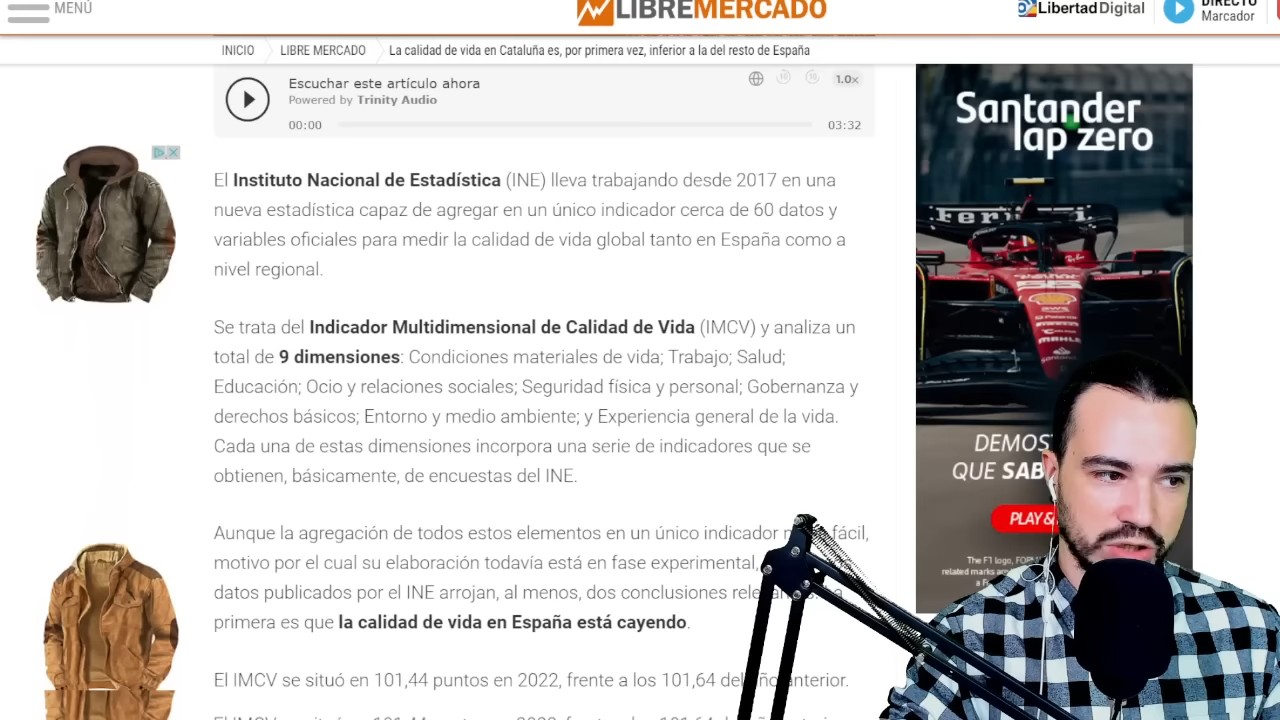 MENÚ
LIBREMERCADO
LibertadDigital
DIRECTO
Marcador
INICIO
LIBRE MERCADO
La calidad de vida en Cataluña es, por primera vez, inferior a la del resto de España
Escuchar este artículo ahora
Powered by Trinity Audio
10
10
1.0x
00:00
03:32
El Instituto Nacional de Estadística (INE) lleva trabajando desde 2017 en una
nueva estadística capaz de agregar en un único indicador cerca de 60 datos y
variables oficiales para medir la calidad de vida global tanto en España como a
nivel regional.
Se trata del Indicador Multidimensional de Calidad de Vida (IMCV) y analiza un
total de 9 dimensiones: Condiciones materiales de vida; Trabajo; Salud;
Educación; Ocio y relaciones sociales; Seguridad física y personal; Gobernanza y
derechos básicos; Entorno y medio ambiente; y Experiencia general de la vida.
Cada una de estas dimensiones incorpora una serie de indicadores que se
obtienen, básicamente, de encuestas del INE.
Aunque la agregación de todos estos elementos en un único indicador fácil,
motivo por el cual su elaboración todavía está en fase experimental,
datos publicados por el INE arrojan, al menos, dos conclusiones
primera es que la calidad de vida en España está cayendo.
El IMCV se situó en 101,44 puntos en 2022, frente a los 101,64 del año anterior.
Santander
lap zero
Ferrari
DEMOS
QUE SAB
PLAY &
The F1 logo, FORM
related marks are